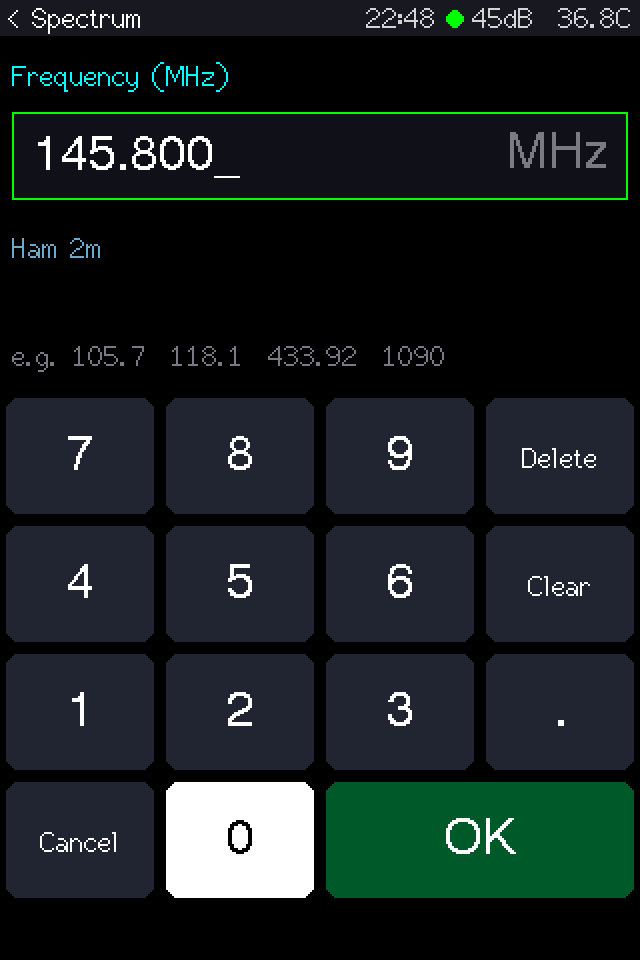 < Spectrum 22:48 45dB 36.8C
Frequency (MHz)
145.800_ MHz
Ham 2m
e.g. 105.7 118.1 433.92 1090
7 8 9 Delete
4 5 6 Clear
1 2 3 .
Cancel 0 OK